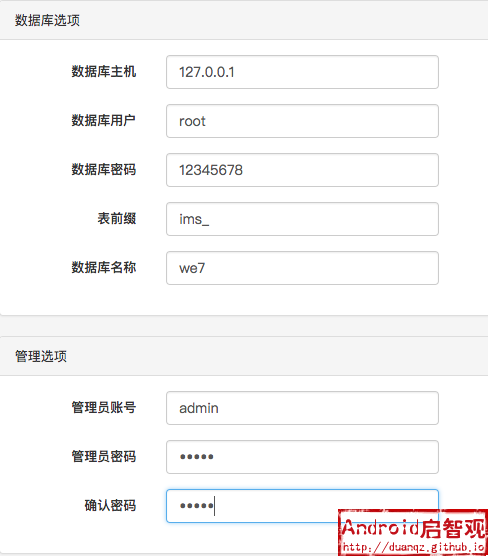 数据库选项
数据库主机 127.0.0.1
数据库用户 root
数据库密码 12345678
表前缀 ims_
数据库名称 we7
管理选项
管理员账号 admin
管理员密码 •••••
确认密码 •••••
Android启智观
http://duanqz.github.io